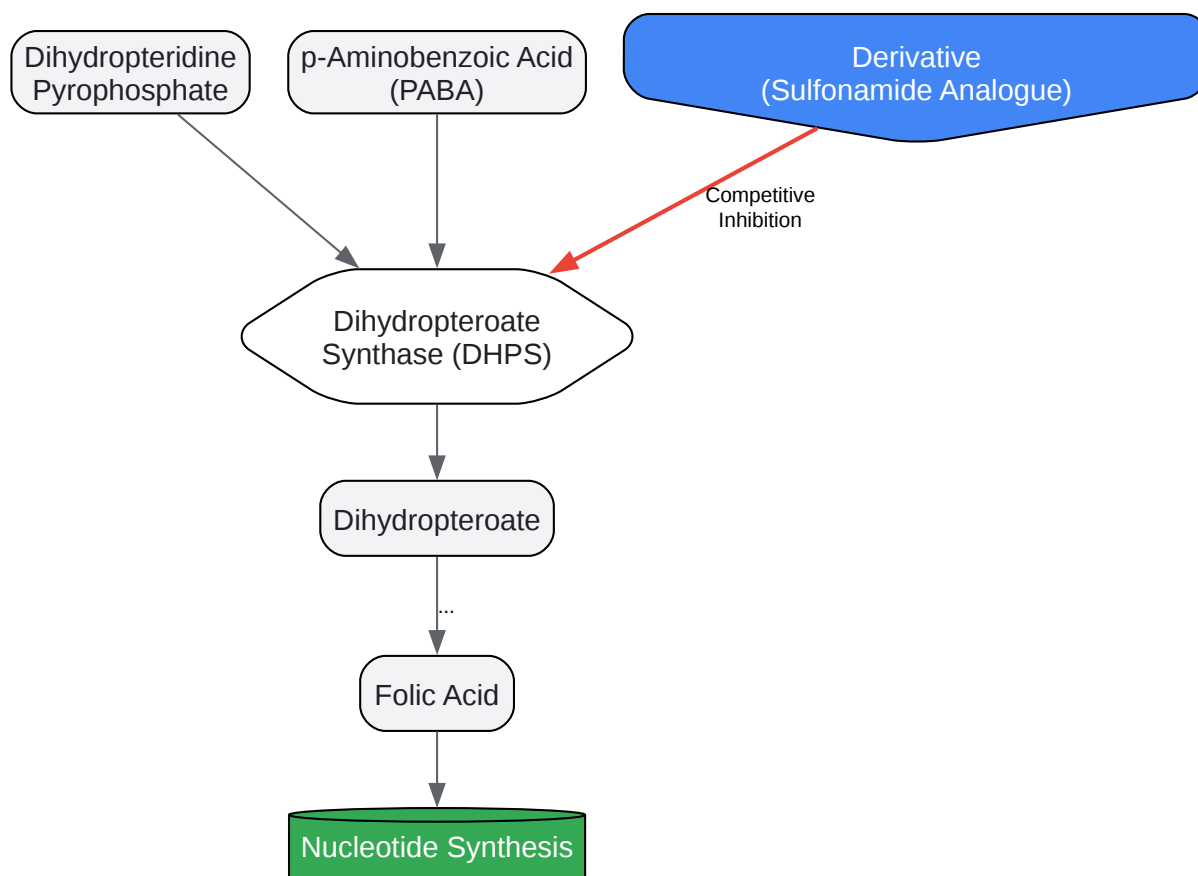 Dihydropteridine
Pyrophosphate
p-Aminobenzoic Acid
(PABA)
Derivative
(Sulfonamide Analogue)
Competitive
Inhibition
Dihydropteroate
Synthase (DHPS)
Dihydropteroate
...
Folic Acid
Nucleotide Synthesis